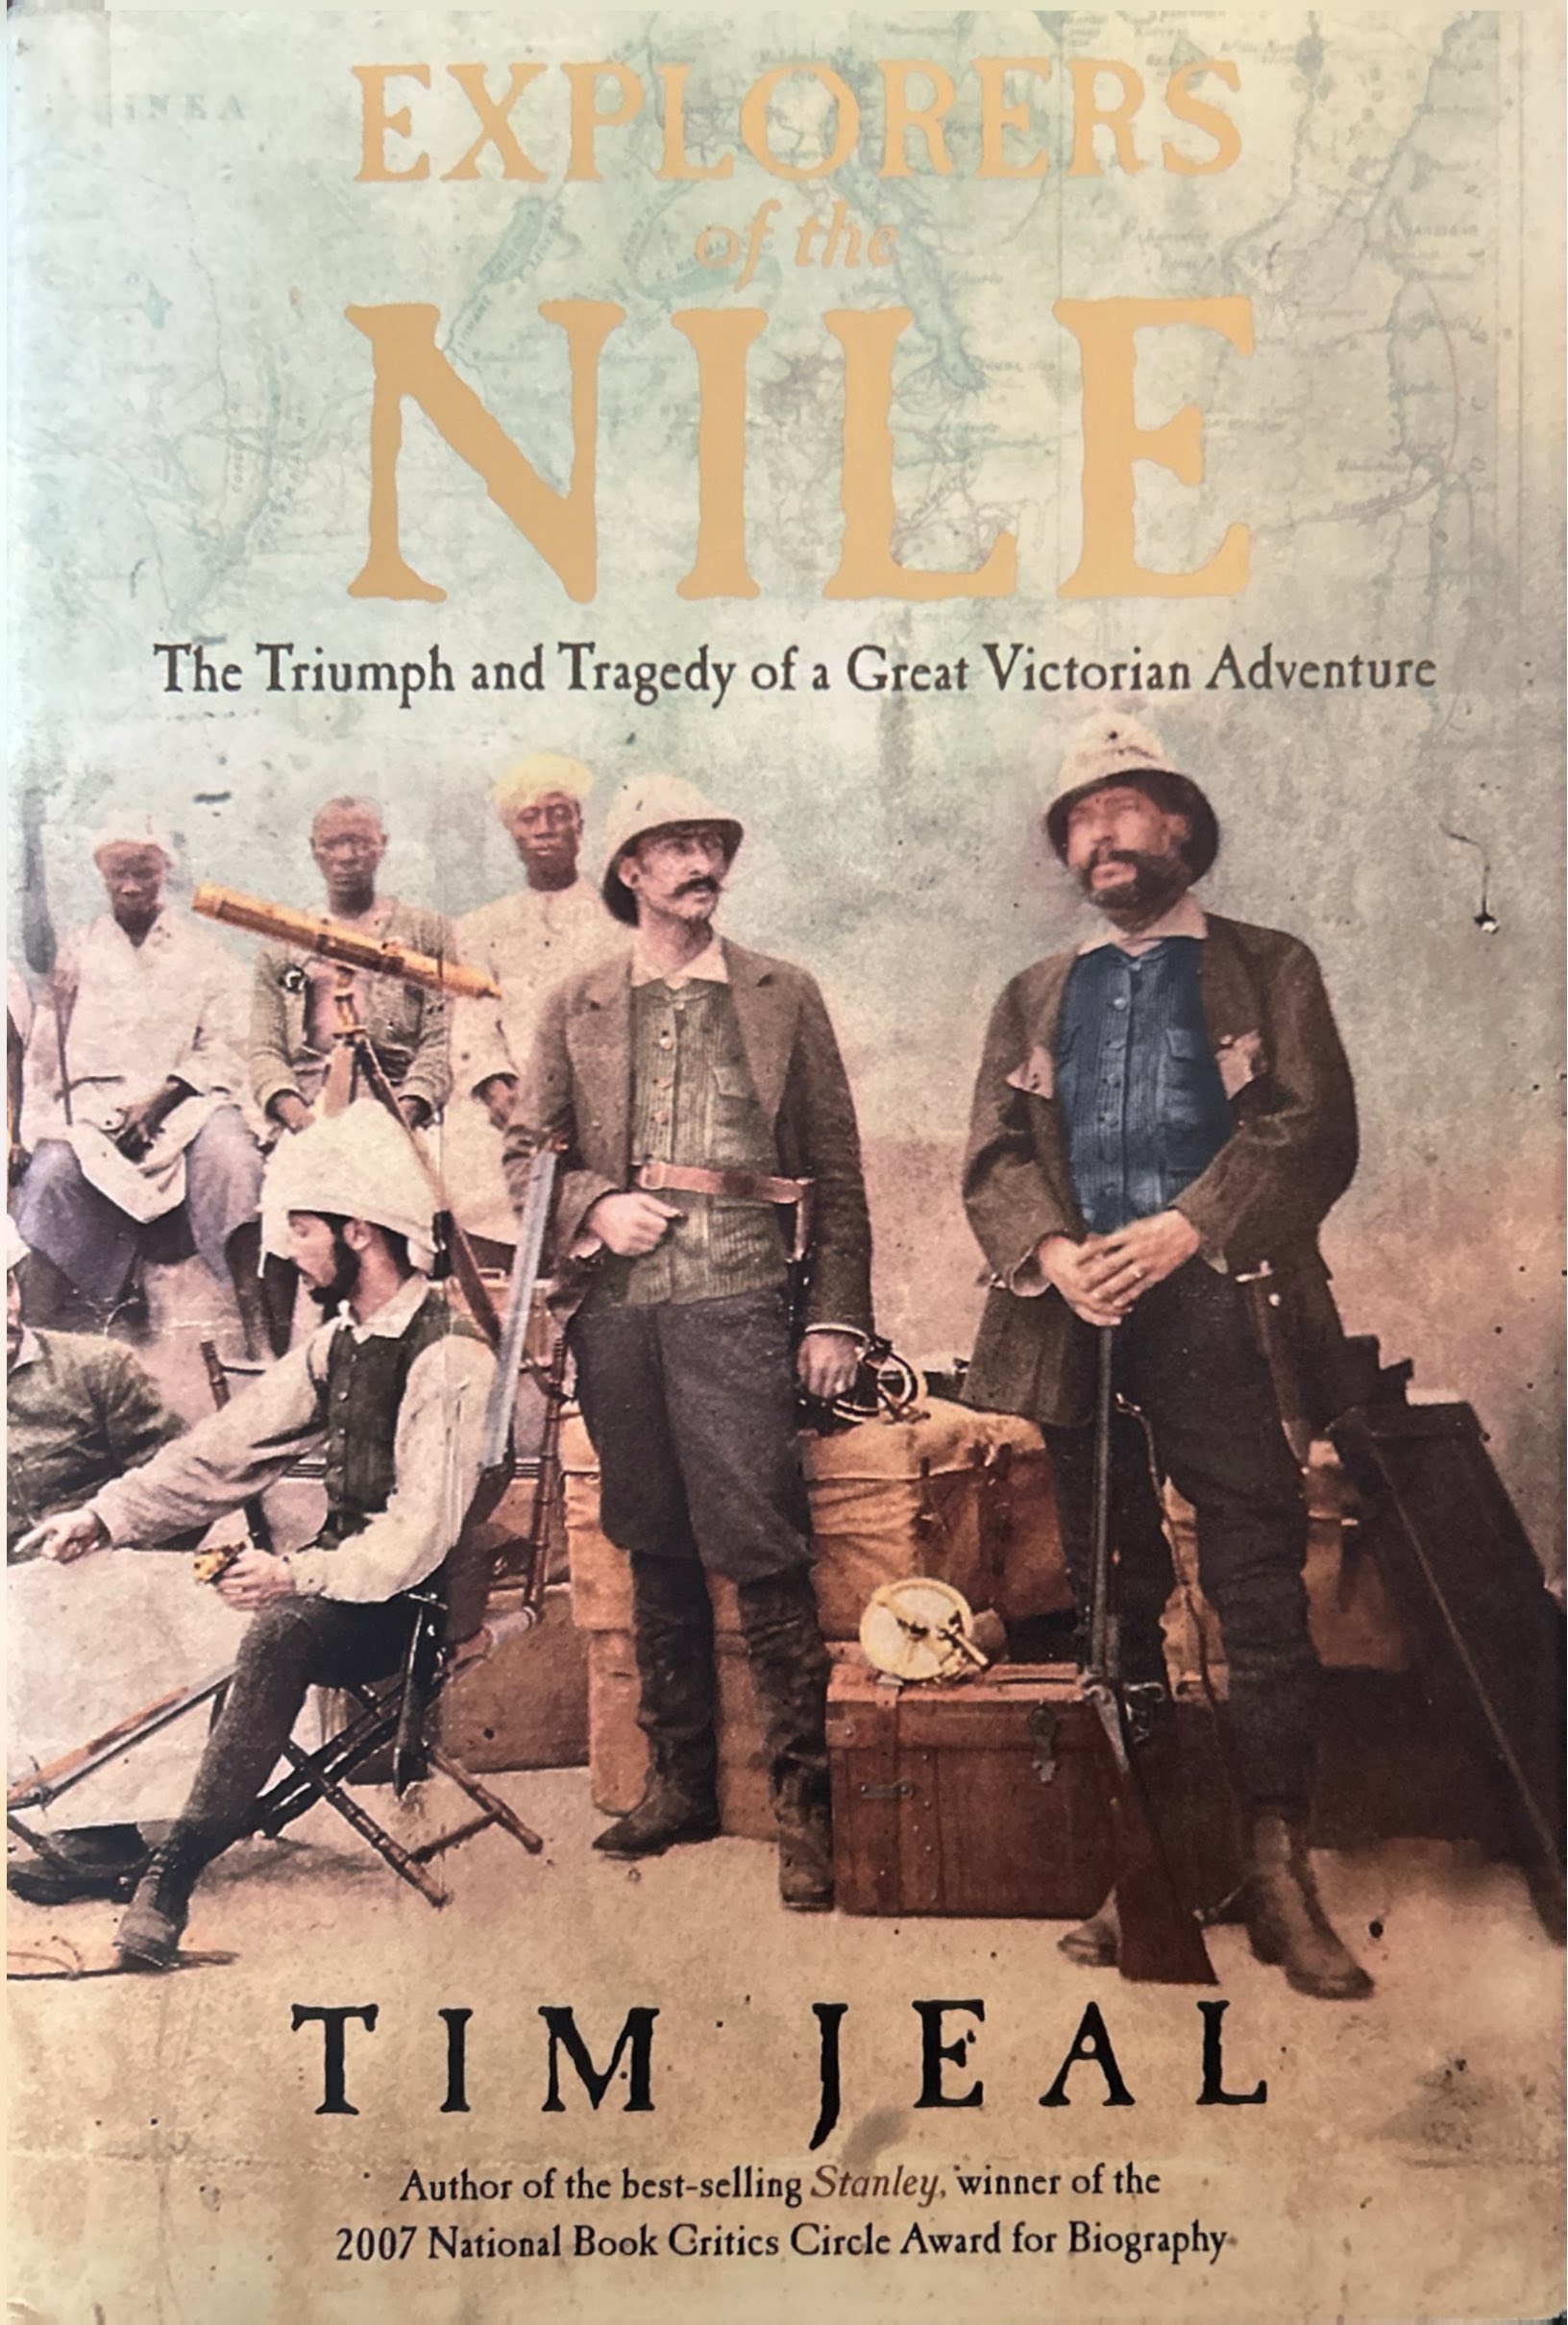 EXPLORERS
of the
NILE
The Triumph and Tragedy of a Great Victorian Adventure
TIM JEAL
Author of the best-selling Stanley, winner of the
2007 National Book Critics Circle Award for Biography